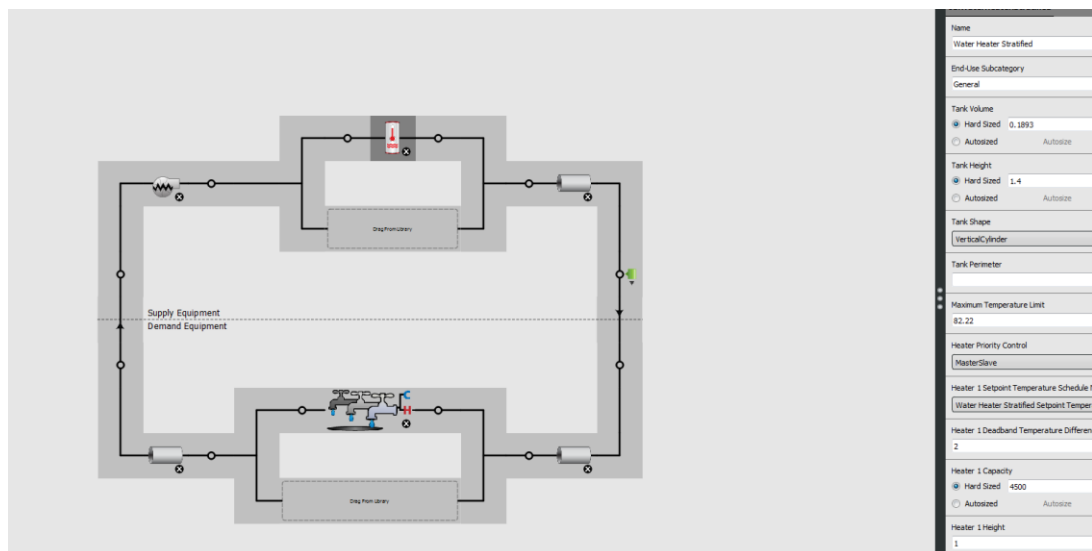 Name
Water Heater Stratified
End-Use Subcategory
General
Tank Volume
Hard Sized 0.1893
Autosized Autosize
Tank Height
Hard Sized 1.4
Autosized Autosize
Tank Shape
VerticalCylinder
Tank Perimeter
Maximum Temperature Limit
82.22
Heater Priority Control
MasterSlave
Heater 1 Setpoint Temperature Schedule
Water Heater Stratified Setpoint Temper
Heater 1 Deadband Temperature Differen
2
Heater 1 Capacity
Hard Sized 4500
Autosized Autosize
Heater 1 Height
1
Drag From Library
Supply Equipment
Demand Equipment
C
H
Drag From Library